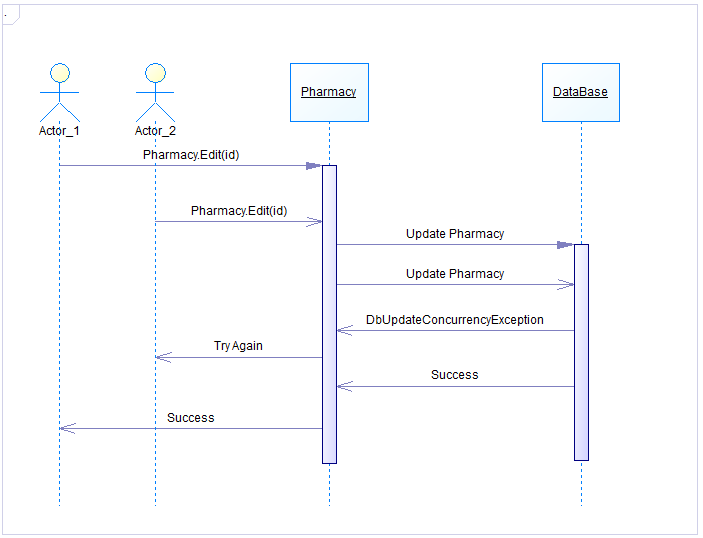 .
Pharmacy
DataBase
Actor_1
Actor_2
Pharmacy.Edit(id)
Pharmacy.Edit(id)
Update Pharmacy
Update Pharmacy
DbUpdateConcurrencyException
Try Again
Success
Success